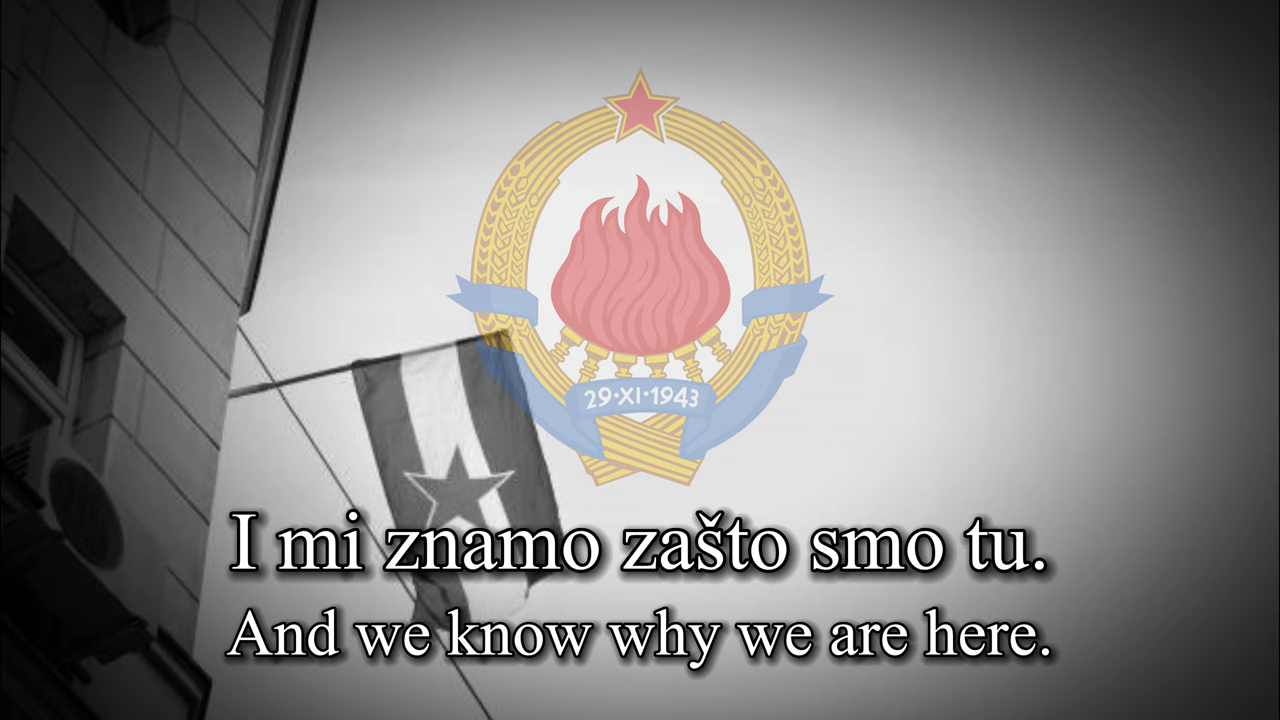 29·XI·1943
I mi znamo zašto smo tu.
And we know why we are here.